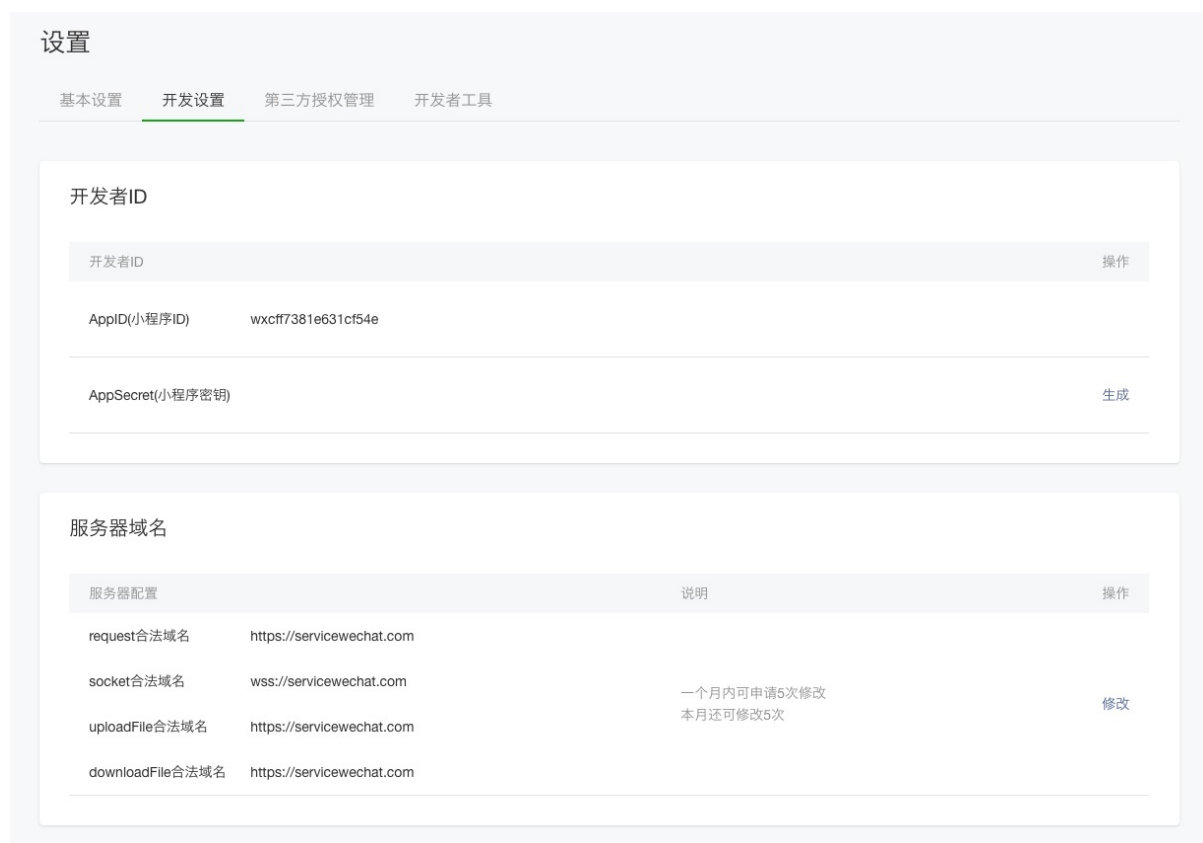 设置
基本设置 开发设置 第三方授权管理 开发者工具
开发者ID
开发者ID 操作
AppID(小程序ID) wxcff7381e631cf54e
AppSecret(小程序密钥) 生成
服务器域名
服务器配置 说明 操作
request合法域名 https://servicewechat.com
socket合法域名 wss://servicewechat.com
一个月内可申请5次修改
本月还可修改5次
修改
uploadFile合法域名 https://servicewechat.com
downloadFile合法域名 https://servicewechat.com